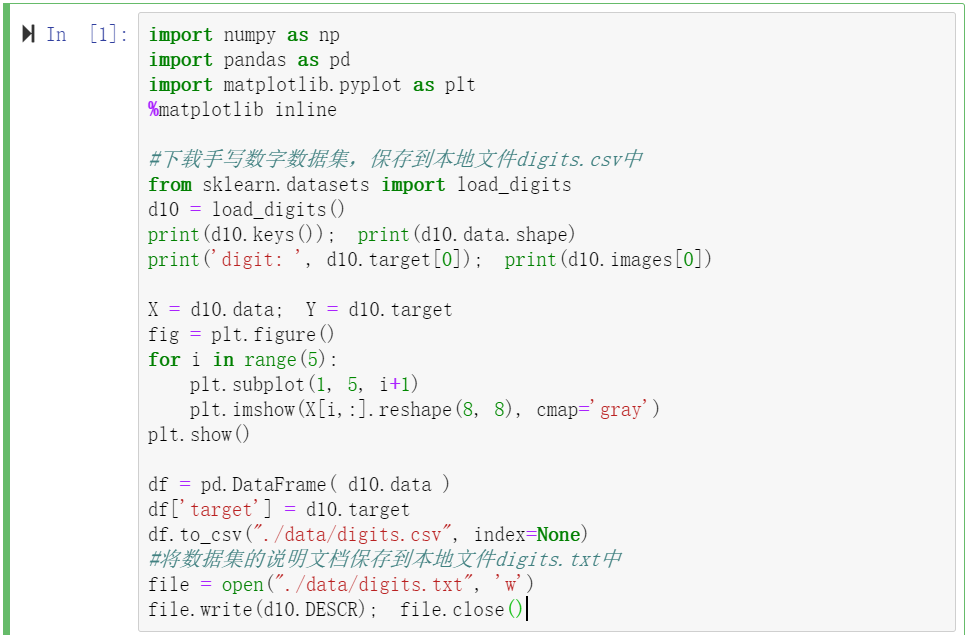 In [1]:
import numpy as np
import pandas as pd
import matplotlib.pyplot as plt
%matplotlib inline
#下载手写数字数据集，保存到本地文件digits.csv中
from sklearn.datasets import load_digits
d10 = load_digits()
print(d10.keys());  print(d10.data.shape)
print('digit: ', d10.target[0]);  print(d10.images[0])
X = d10.data;  Y = d10.target
fig = plt.figure()
for i in range(5):
    plt.subplot(1, 5, i+1)
    plt.imshow(X[i,:].reshape(8, 8), cmap='gray')
plt.show()
df = pd.DataFrame( d10.data )
df['target'] = d10.target
df.to_csv("./data/digits.csv", index=None)
#将数据集的说明文档保存到本地文件digits.txt中
file = open("./data/digits.txt", 'w')
file.write(d10.DESCR);  file.close()